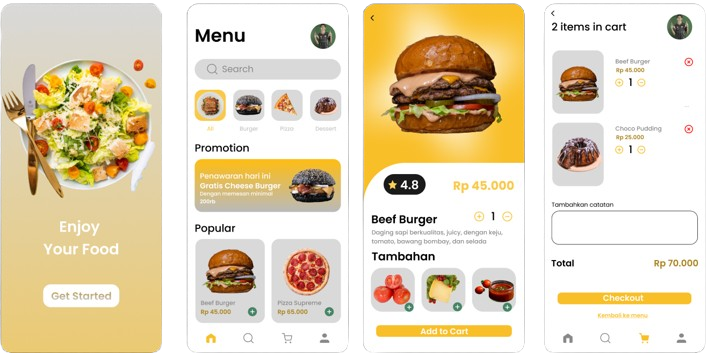 Enjoy
Your Food
Get Started
Menu
Search
All
Burger
Pizza
Dessert
Promotion
Penawaran hari ini
Gratis Cheese Burger
Dengan memesan minimal
200rb
Popular
Beef Burger
Rp 45.000
Pizza Supreme
Rp 65.000
4.8
Rp 45.000
Beef Burger
1
Daging sapi berkualitas, juicy, dengan keju,
tomato, bawang bombay, dan selada
Tambahan
Add to Cart
2 items in cart
Beef Burger
Rp 45.000
1
Choco Pudding
Rp 25.000
1
Tambahkan catatan
Total
Rp 70.000
Checkout
Kembali ke menu